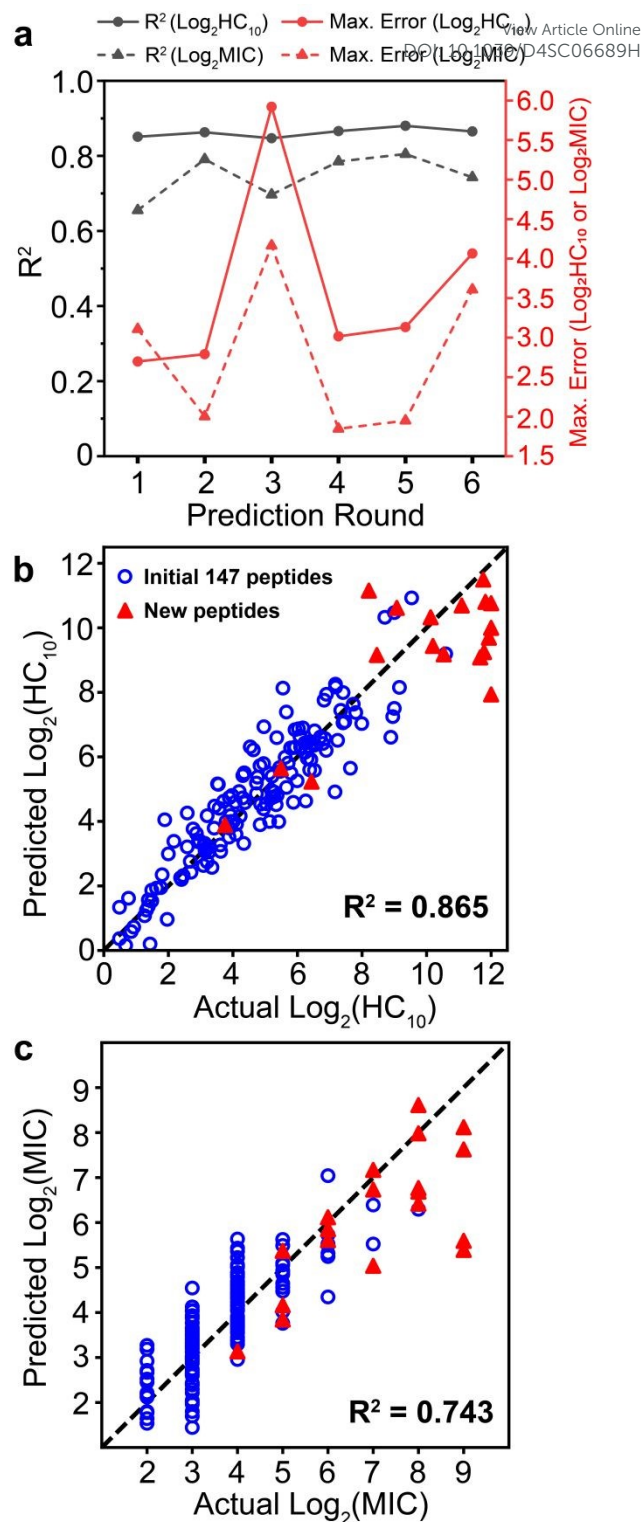 View Article Online
DOI: 10.1039/D4SC06689H
a
R² (Log₂HC₁₀) Max. Error (Log₂HC₁₀)
R² (Log₂MIC) Max. Error (Log₂MIC)
1.0
0.8
0.6
0.4
0.2
0
R²
6.0
5.5
5.0
4.5
4.0
3.5
3.0
2.5
2.0
1.5
Max. Error (Log₂HC₁₀ or Log₂MIC)
1 2 3 4 5 6
Prediction Round
b
Initial 147 peptides
New peptides
12
10
8
6
4
2
0
Predicted Log₂(HC₁₀)
R² = 0.865
0 2 4 6 8 10 12
Actual Log₂(HC₁₀)
c
9
8
7
6
5
4
3
2
Predicted Log₂(MIC)
R² = 0.743
2 3 4 5 6 7 8 9
Actual Log₂(MIC)